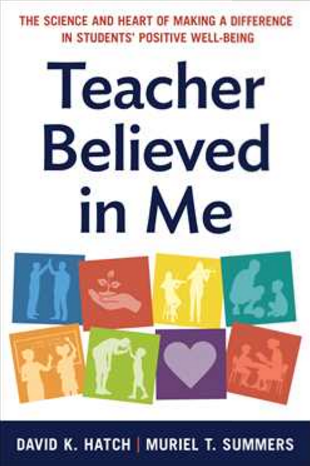 THE SCIENCE AND HEART OF MAKING A DIFFERENCE
IN STUDENTS' POSITIVE WELL-BEING
Teacher
Believed
in Me
DAVID K. HATCH | MURIEL T. SUMMERS